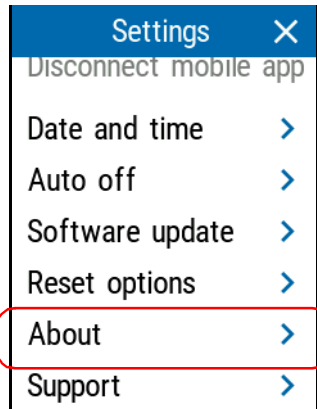 Settings
Disconnect mobile app
Date and time
Auto off
Software update
Reset options
About
Support